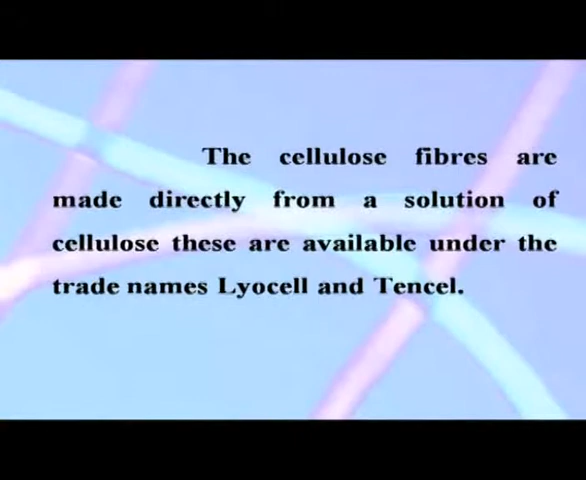 The cellulose fibres are
made directly from a solution of
cellulose these are available under the
trade names Lyocell and Tencel.